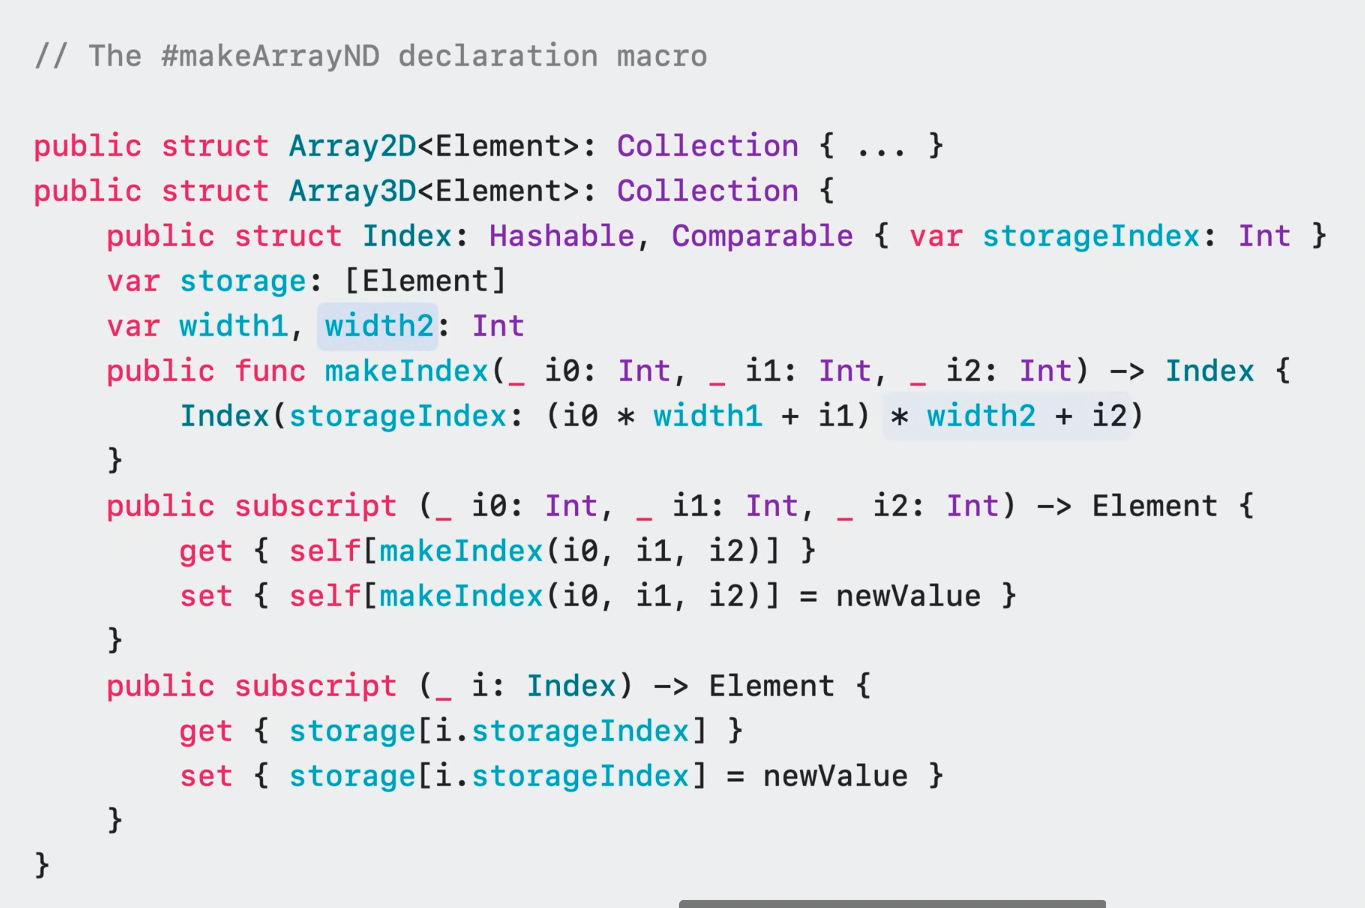 // The #makeArrayND declaration macro
public struct Array2D<Element>: Collection { ... }
public struct Array3D<Element>: Collection {
    public struct Index: Hashable, Comparable { var storageIndex: Int }
    var storage: [Element]
    var width1, width2: Int
    public func makeIndex(_ i0: Int, _ i1: Int, _ i2: Int) -> Index {
        Index(storageIndex: (i0 * width1 + i1) * width2 + i2)
    }
    public subscript (_ i0: Int, _ i1: Int, _ i2: Int) -> Element {
        get { self[makeIndex(i0, i1, i2)] }
        set { self[makeIndex(i0, i1, i2)] = newValue }
    }
    public subscript (_ i: Index) -> Element {
        get { storage[i.storageIndex] }
        set { storage[i.storageIndex] = newValue }
    }
}